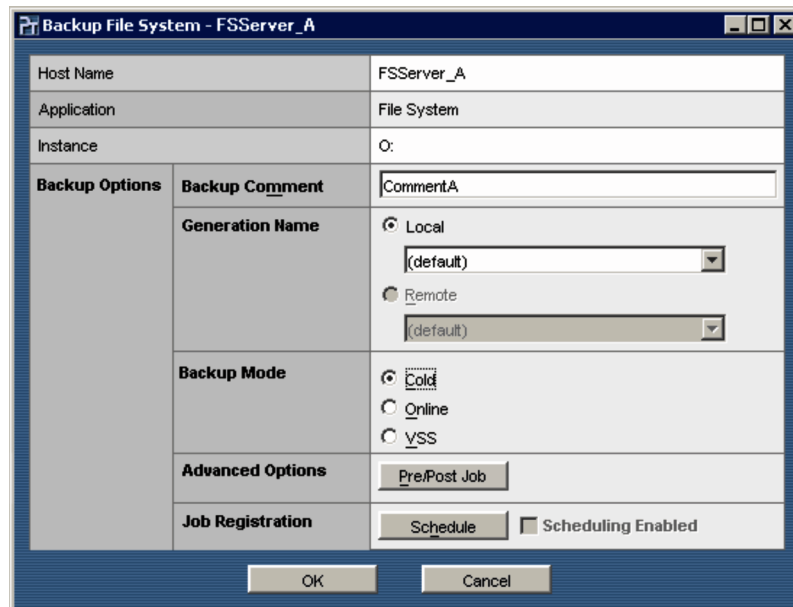 Backup File System - FSServer_A
Host Name FSServer_A
Application File System
Instance O:
Backup Options Backup Comment CommentA
Generation Name Local
(default)
Remote
(default)
Backup Mode Cold
Online
VSS
Advanced Options Pre/Post Job
Job Registration Schedule Scheduling Enabled
OK Cancel